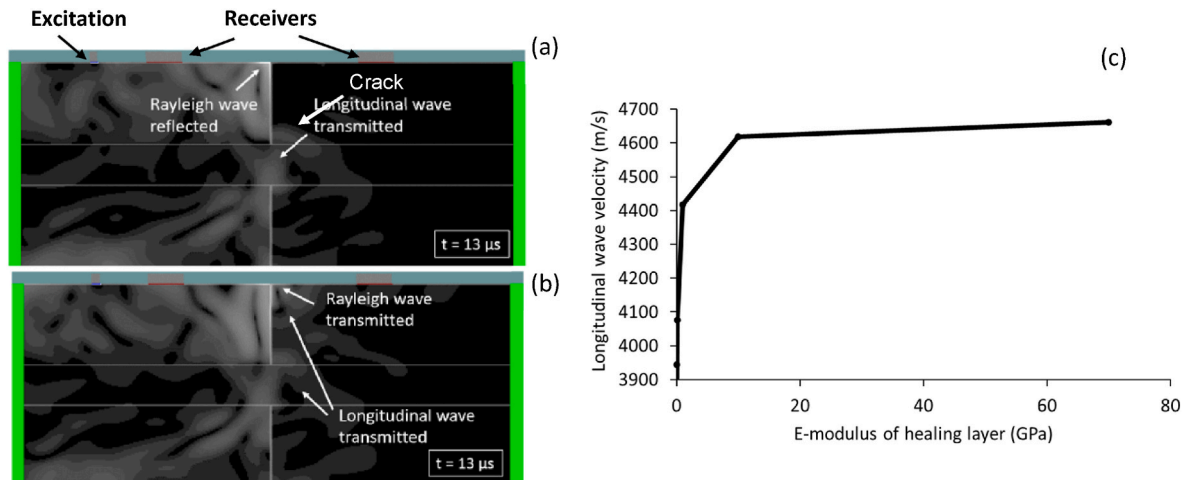 Excitation
Receivers
(a)
Crack
Rayleigh wave
reflected
Longitudinal wave
transmitted
t = 13 µs
(b)
Rayleigh wave
transmitted
Longitudinal wave
transmitted
t = 13 µs
(c)
Longitudinal wave velocity (m/s)
4700
4600
4500
4400
4300
4200
4100
4000
3900
0 20 40 60 80
E-modulus of healing layer (GPa)